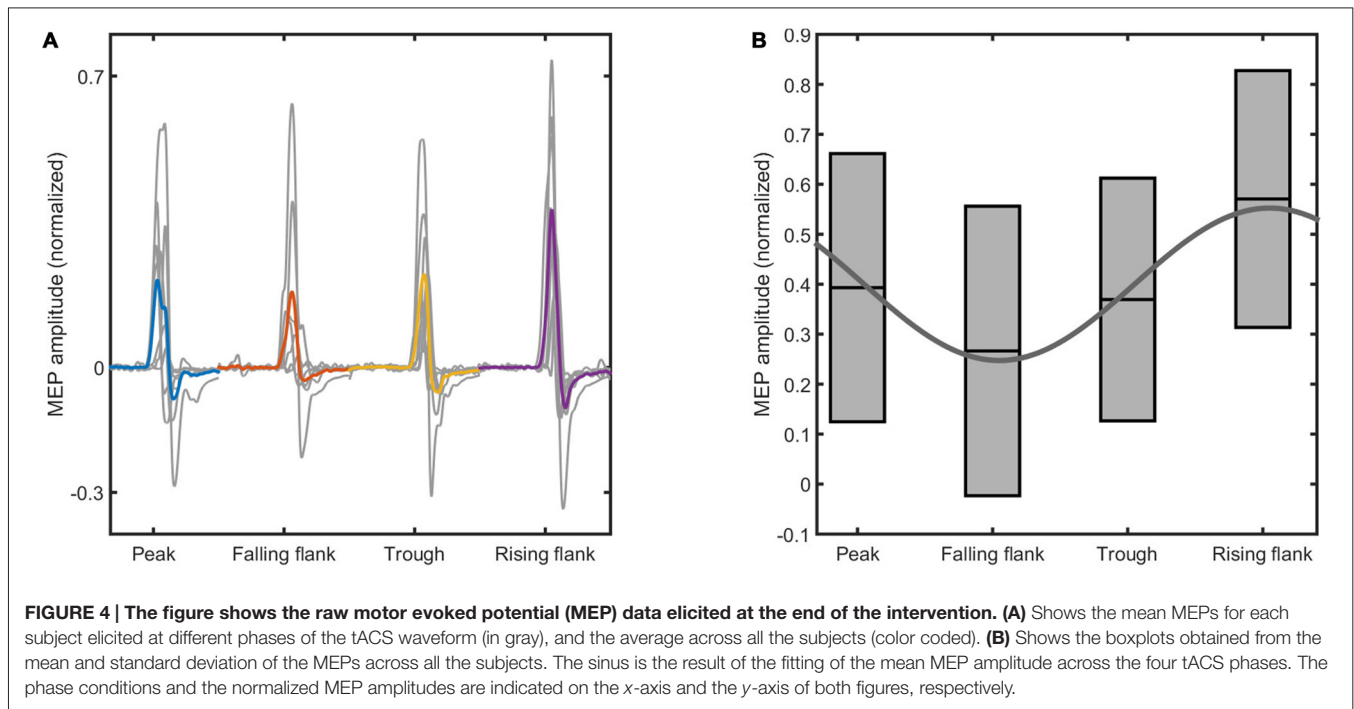 A
MEP amplitude (normalized)
0.7
0
-0.3
Peak Falling flank Trough Rising flank
B
MEP amplitude (normalized)
0.9
0.8
0.7
0.6
0.5
0.4
0.3
0.2
0.1
0
-0.1
Peak Falling flank Trough Rising flank
FIGURE 4 | The figure shows the raw motor evoked potential (MEP) data elicited at the end of the intervention. (A) Shows the mean MEPs for each
subject elicited at different phases of the tACS waveform (in gray), and the average across all the subjects (color coded). (B) Shows the boxplots obtained from the
mean and standard deviation of the MEPs across all the subjects. The sinus is the result of the fitting of the mean MEP amplitude across the four tACS phases. The
phase conditions and the normalized MEP amplitudes are indicated on the x-axis and the y-axis of both figures, respectively.